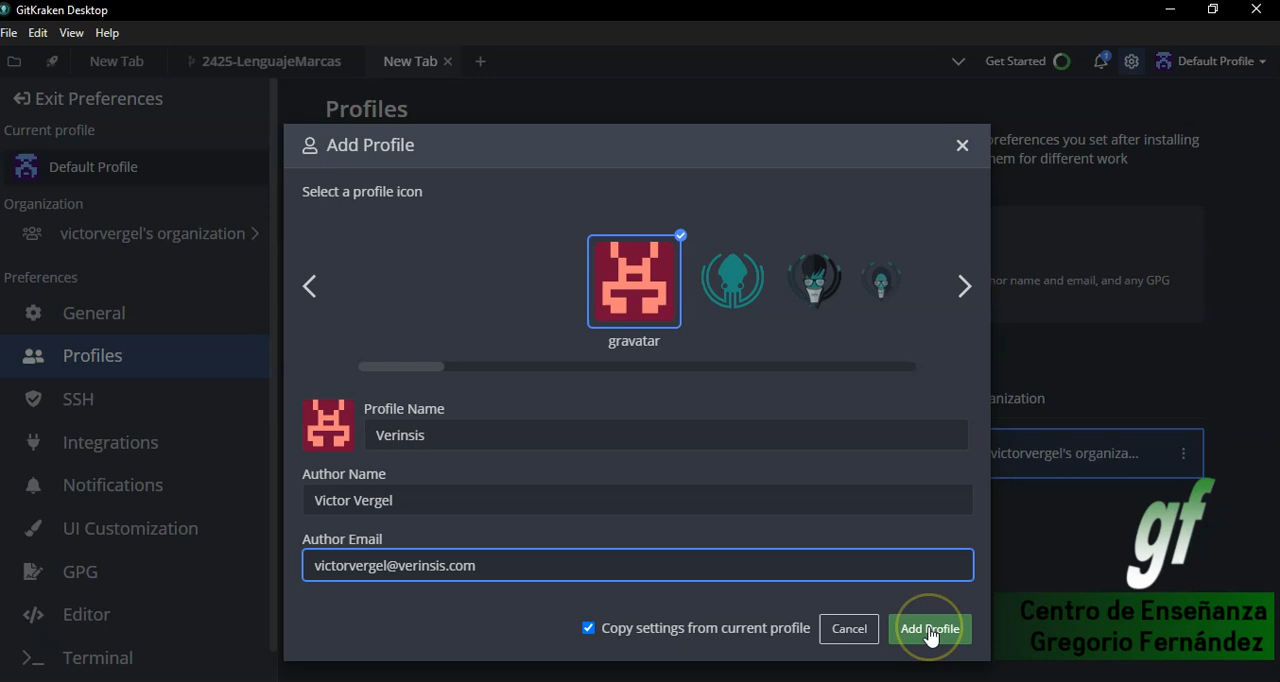 GitKraken Desktop
File Edit View Help
New Tab 2425-LenguajeMarcas New Tab Get Started 1 Default Profile
Exit Preferences
Current profile
Default Profile
Organization
victorvergel's organization
Preferences
General
Profiles
SSH
Integrations
Notifications
UI Customization
GPG
Editor
Terminal
Profiles
preferences you set after installing
hem for different work
nor name and email, and any GPG
anization
victorvergel's organiza...
Add Profile
Select a profile icon
gravatar
Profile Name
Verinsis
Author Name
Victor Vergel
Author Email
victorvergel@verinsis.com
Copy settings from current profile Cancel Add Profile
gf
Centro de Enseñanza
Gregorio Fernández